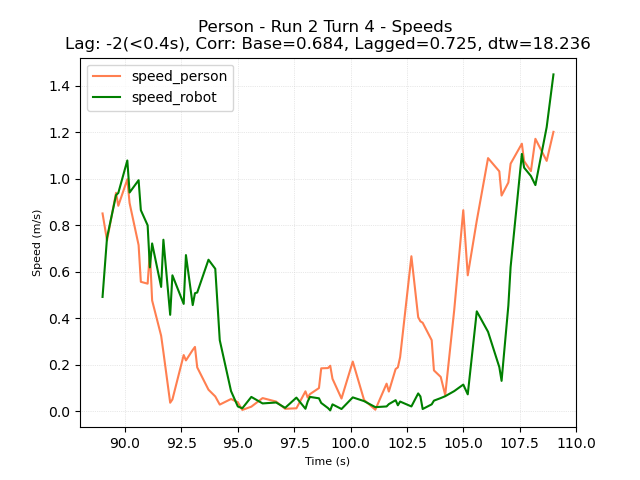 Person - Run 2 Turn 4 - Speeds
Lag: -2(<0.4s), Corr: Base=0.684, Lagged=0.725, dtw=18.236
speed_person
speed_robot
1.4
1.2
1.0
0.8
0.6
0.4
0.2
0.0
Speed (m/s)
90.0 92.5 95.0 97.5 100.0 102.5 105.0 107.5 110.0
Time (s)